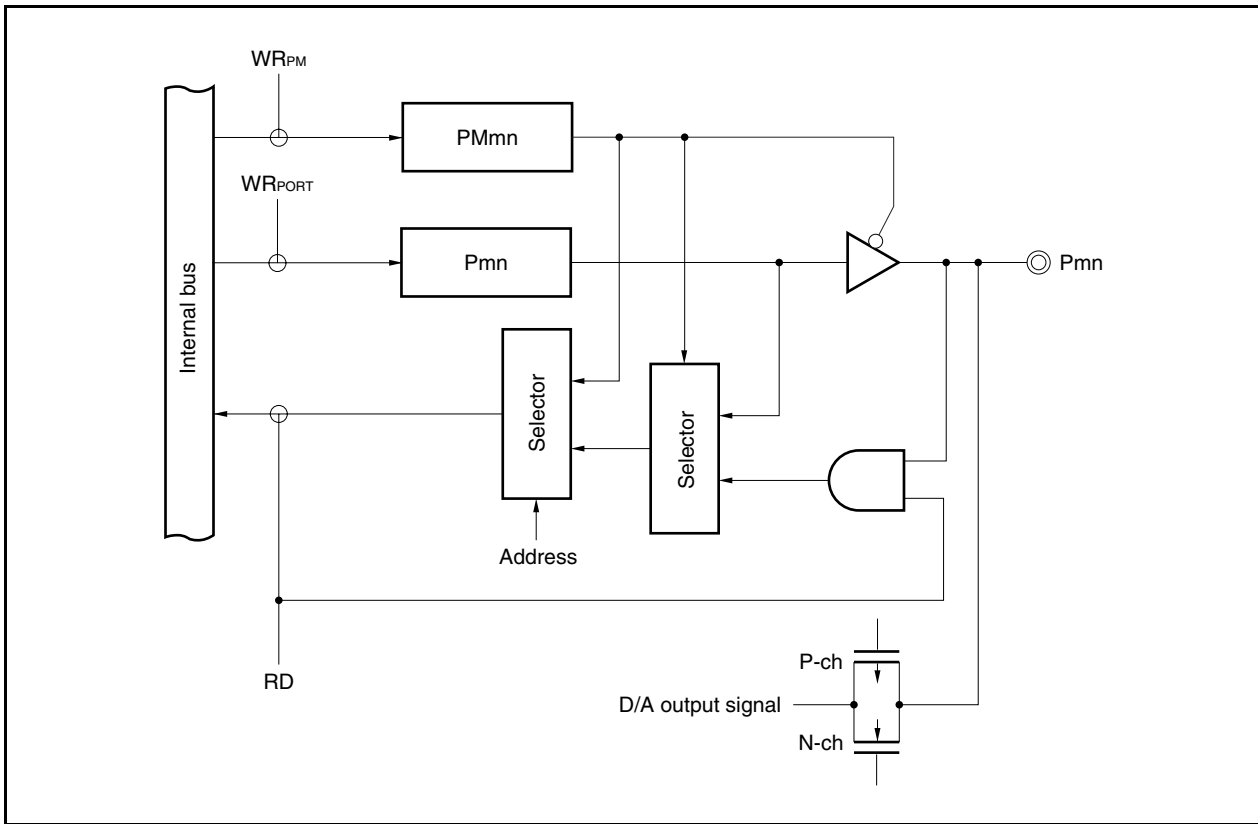 WRPM
PMmn
WRPORT
Pmn
Pmn
Internal bus
Selector
Selector
Address
RD
P-ch
D/A output signal
N-ch